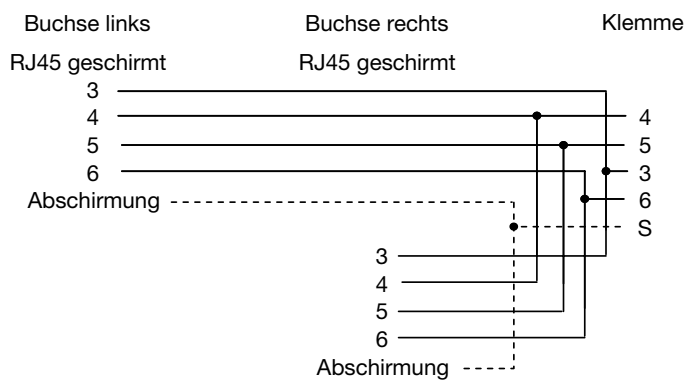 Buchse links Buchse rechts Klemme
RJ45 geschirmt RJ45 geschirmt
3
4 4
5 5
6 3
6
Abschirmung
S
3
4
5
6
Abschirmung